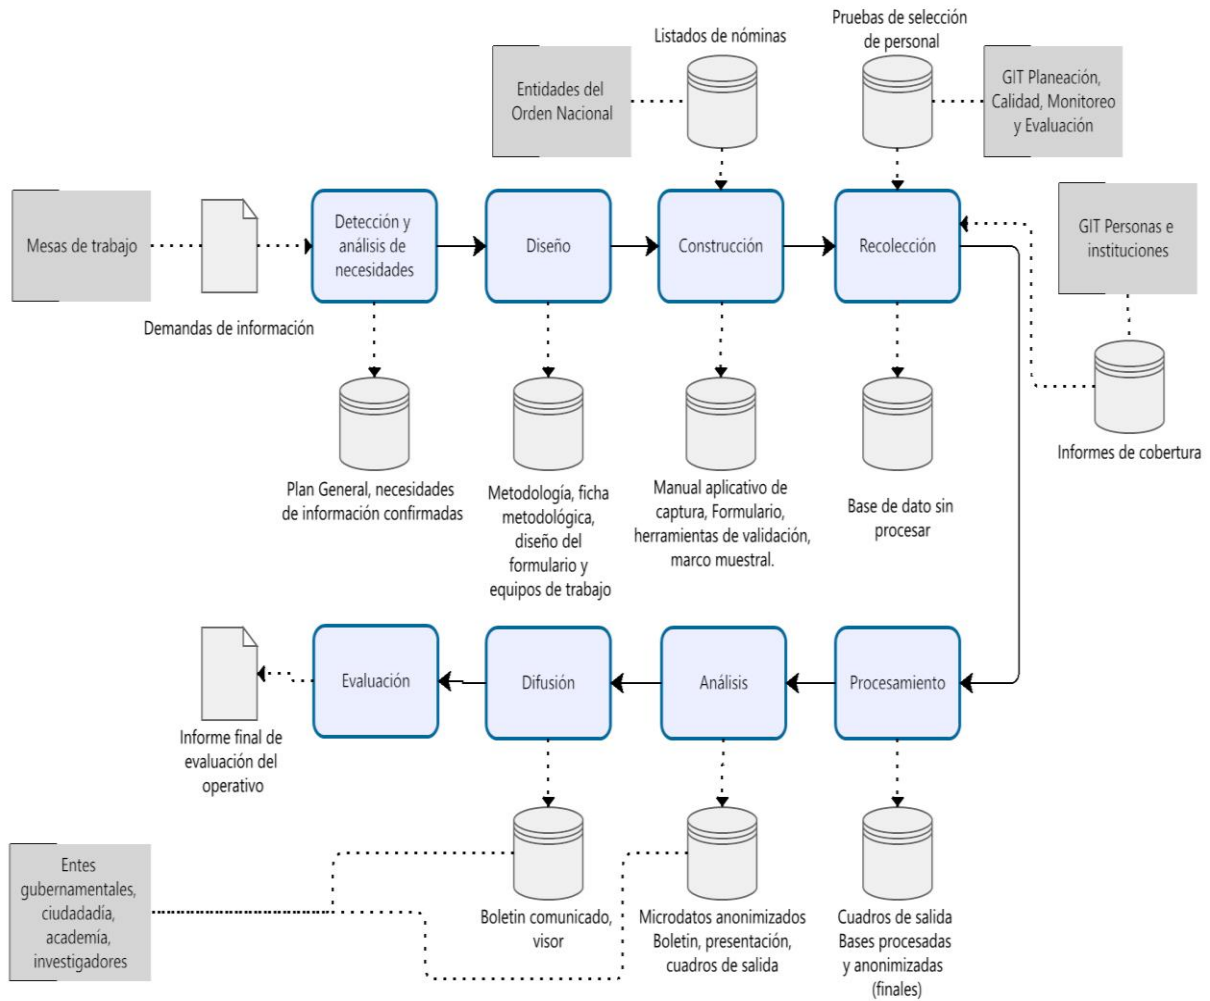 Listados de nóminas
Pruebas de selección
de personal
Entidades del
Orden Nacional
GIT Planeación,
Calidad, Monitoreo
y Evaluación
Mesas de trabajo
Demandas de información
Detección y
análisis de
necesidades
Diseño
Construcción
Recolección
GIT Personas e
instituciones
Informes de cobertura
Plan General, necesidades
de información confirmadas
Metodología, ficha
metodológica,
diseño del
formulario y
equipos de trabajo
Manual aplicativo de
captura, Formulario,
herramientas de validación,
marco muestral.
Base de dato sin
procesar
Informe final de
evaluación del
operativo
Evaluación
Difusión
Análisis
Procesamiento
Entes
gubernamentales,
ciudadadía,
academía,
investigadores
Boletin comunicado,
visor
Microdatos anonimizados
Boletin, presentación,
cuadros de salida
Cuadros de salida
Bases procesadas
y anonimizadas
(finales)